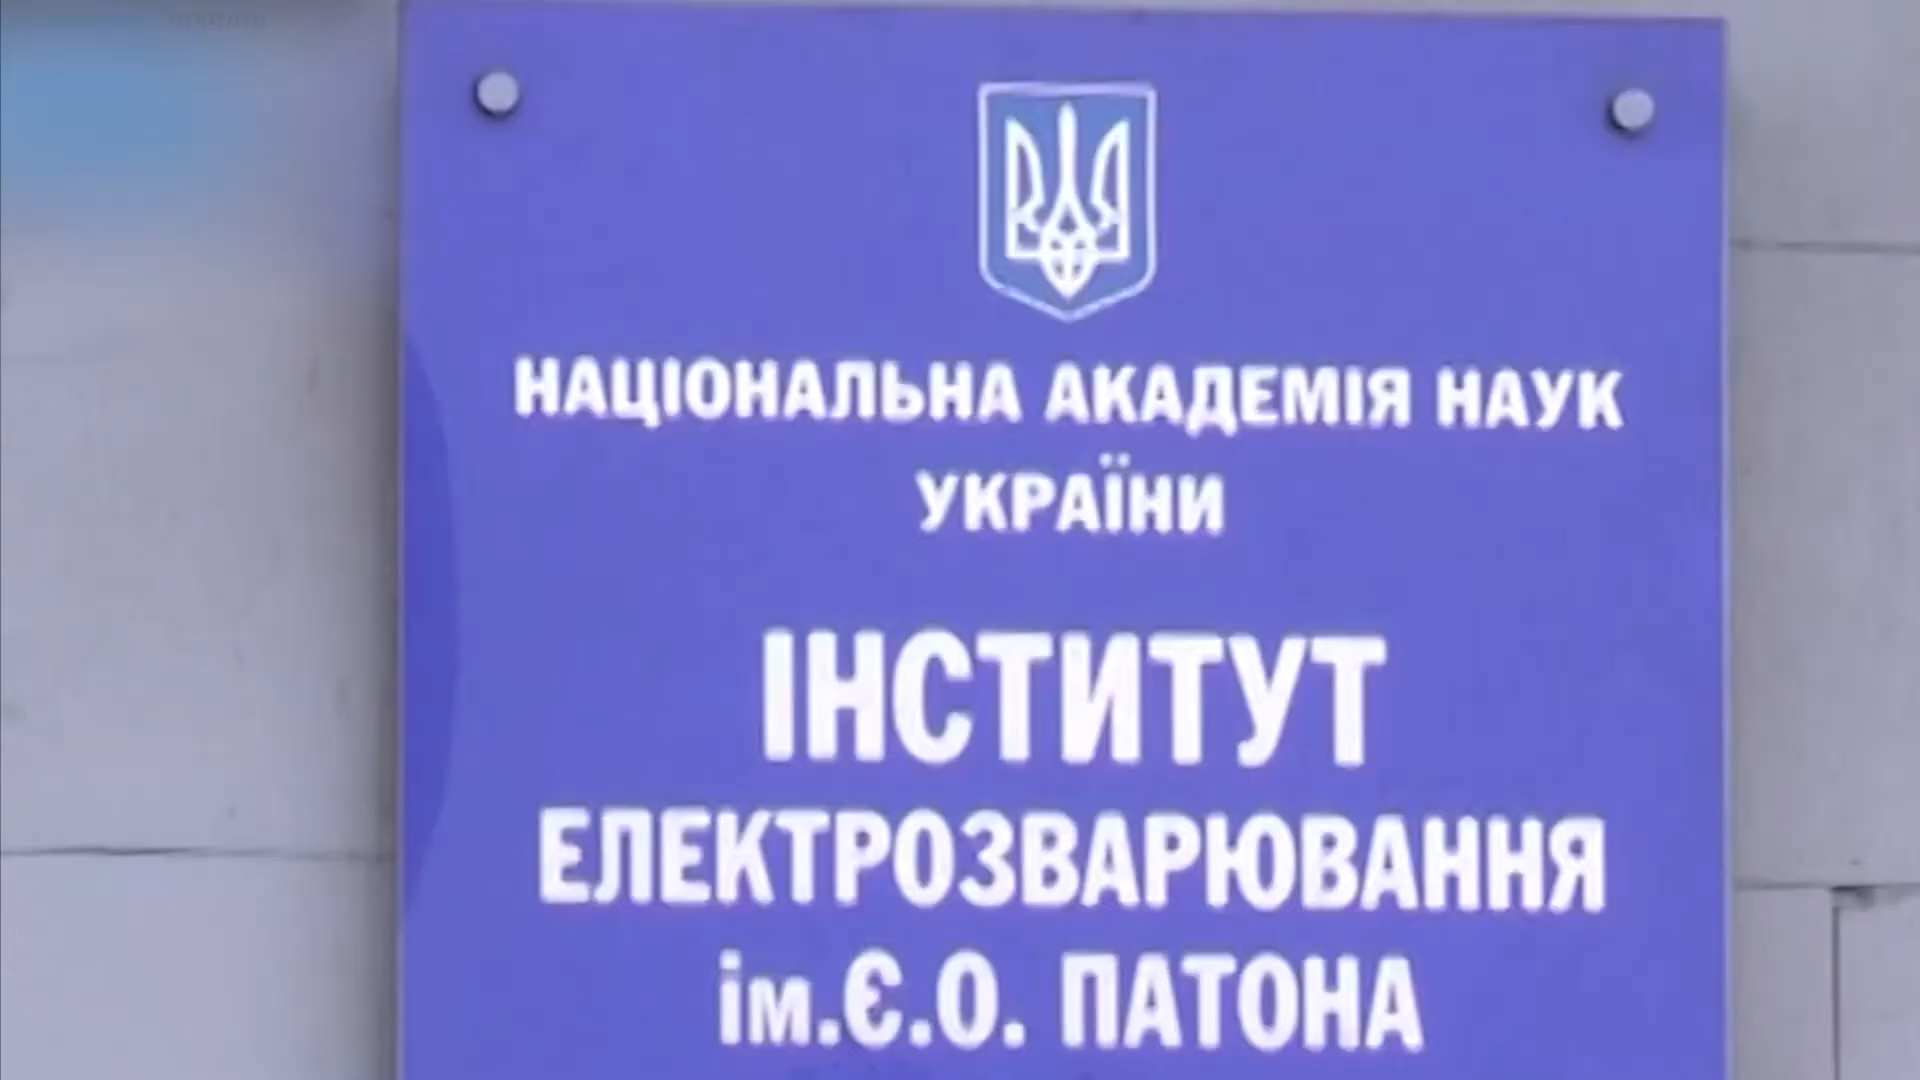 НАЦІОНАЛЬНА АКАДЕМІЯ НАУК
УКРАЇНИ
ІНСТИТУТ
ЕЛЕКТРОЗВАРЮВАННЯ
ім.Є.О. ПАТОНА